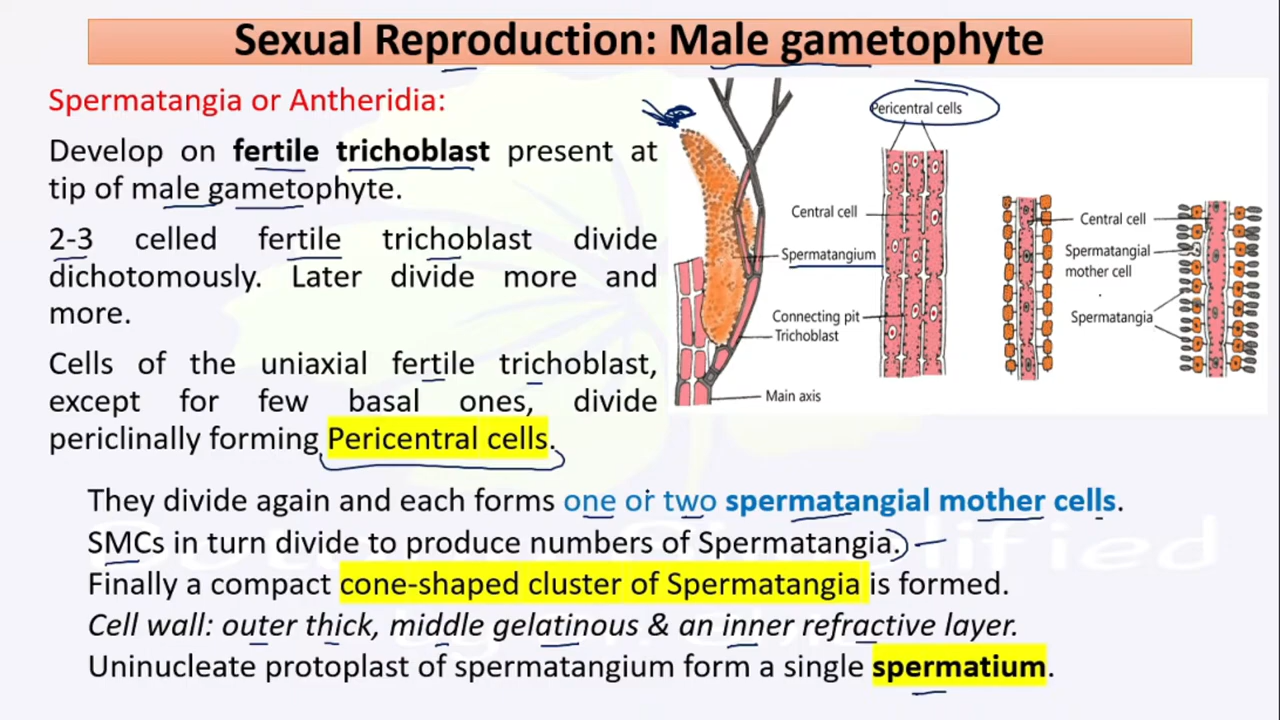 Sexual Reproduction: Male gametophyte
Spermatangia or Antheridia:
Develop on fertile trichoblast present at
tip of male gametophyte.
2-3 celled fertile trichoblast divide
dichotomously. Later divide more and
more.
Cells of the uniaxial fertile trichoblast,
except for few basal ones, divide
periclinally forming Pericentral cells.
They divide again and each forms one or two spermatangial mother cells.
SMCs in turn divide to produce numbers of Spermatangia.
Finally a compact cone-shaped cluster of Spermatangia is formed.
Cell wall: outer thick, middle gelatinous & an inner refractive layer.
Uninucleate protoplast of spermatangium form a single spermatium.
Pericentral cells
Central cell
Spermatangium
Connecting pit
Trichoblast
Main axis
Central cell
Spermatangial
mother cell
Spermatangia